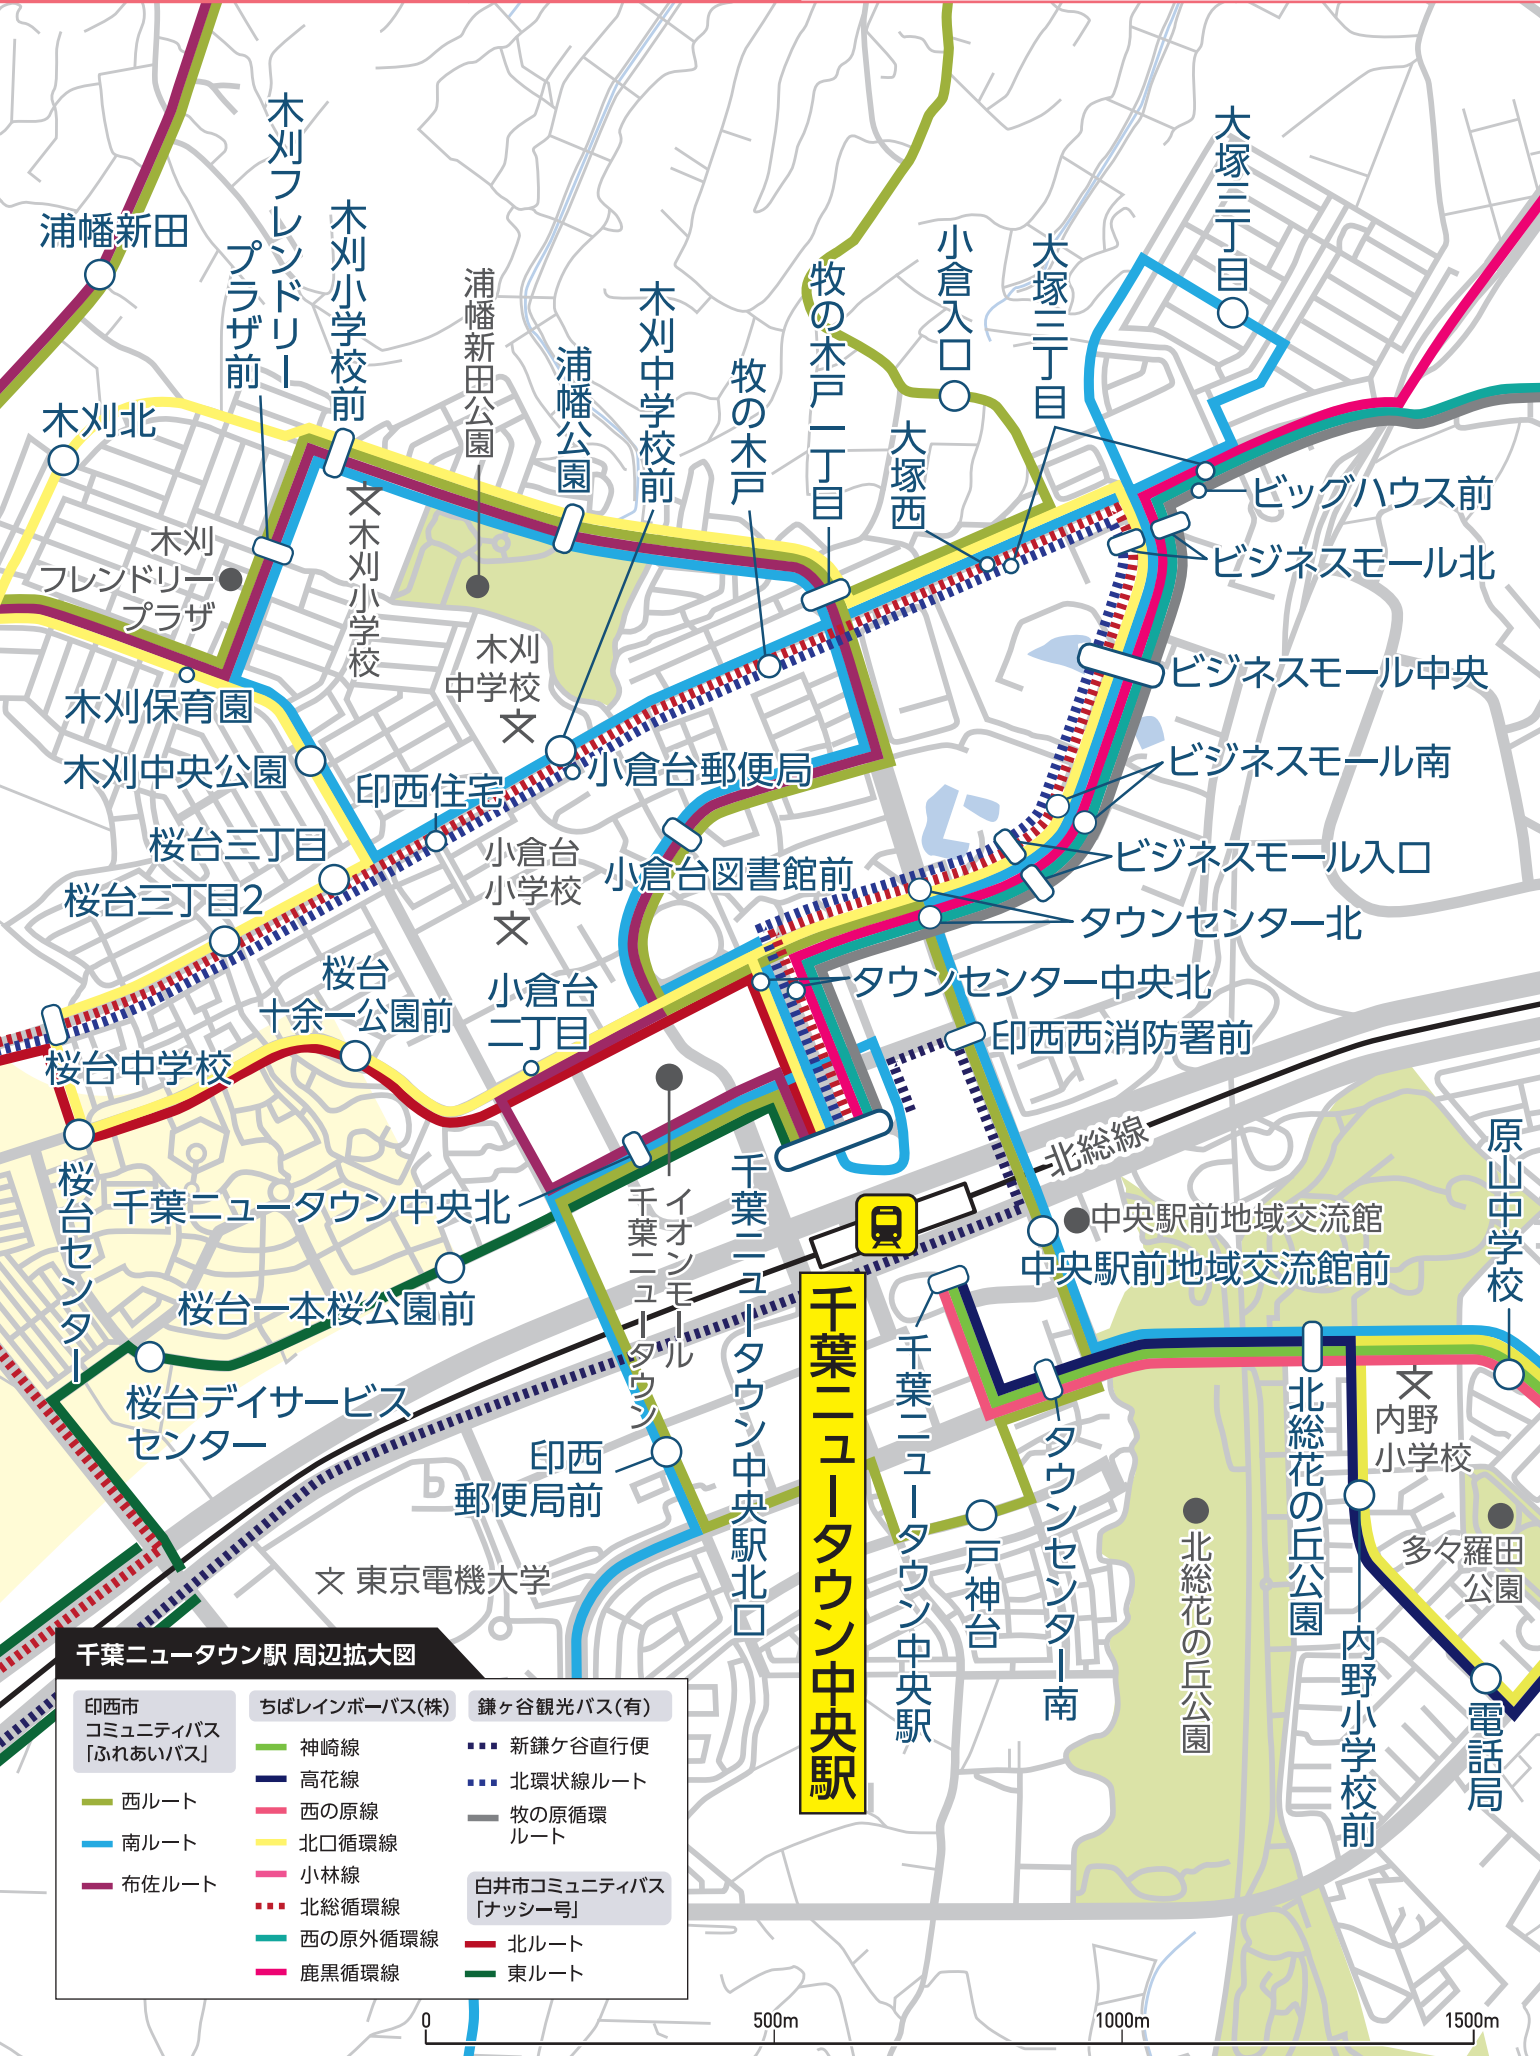 浦幡新田
木刈フレンドリー
プラザ前
木刈小学校前
浦幡新田公園
浦幡公園
木刈中学校前
牧の木戸
牧の木戸一丁目
小倉入口
大塚西
大塚三丁目
大塚三丁目
木刈北
木刈
フレンドリー
プラザ
木刈小学校
木刈
中学校
ビッグハウス前
ビジネスモール北
ビジネスモール中央
ビジネスモール南
ビジネスモール入口
タウンセンター北
タウンセンター中央北
木刈保育園
木刈中央公園
印西住宅
小倉台郵便局
桜台三丁目
桜台三丁目2
小倉台
小学校
小倉台図書館前
桜台
十余一公園前
小倉台
二丁目
桜台中学校
印西西消防署前
北総線
桜台センター
千葉ニュータウン中央北
イオンモール
千葉ニュータウン
千葉ニュータウン中央駅北口
千葉ニュータウン中央駅
千葉ニュータウン中央駅
中央駅前地域交流館
中央駅前地域交流館前
原山中学校
桜台一本桜公園前
桜台デイサービス
センター
印西
郵便局前
東京電機大学
戸神台
タウンセンター南
北総花の丘公園
北総花の丘公園
内野
小学校
内野小学校前
多々羅田
公園
電話局
千葉ニュータウン駅 周辺拡大図
印西市
コミュニティバス
「ふれあいバス」
西ルート
南ルート
布佐ルート
ちばレインボーバス(株)
神崎線
高花線
西の原線
北口循環線
小林線
北総循環線
西の原外循環線
鹿黒循環線
鎌ヶ谷観光バス(有)
新鎌ケ谷直行便
北環状線ルート
牧の原循環
ルート
白井市コミュニティバス
「ナッシー号」
北ルート
東ルート
0
500m
1000m
1500m